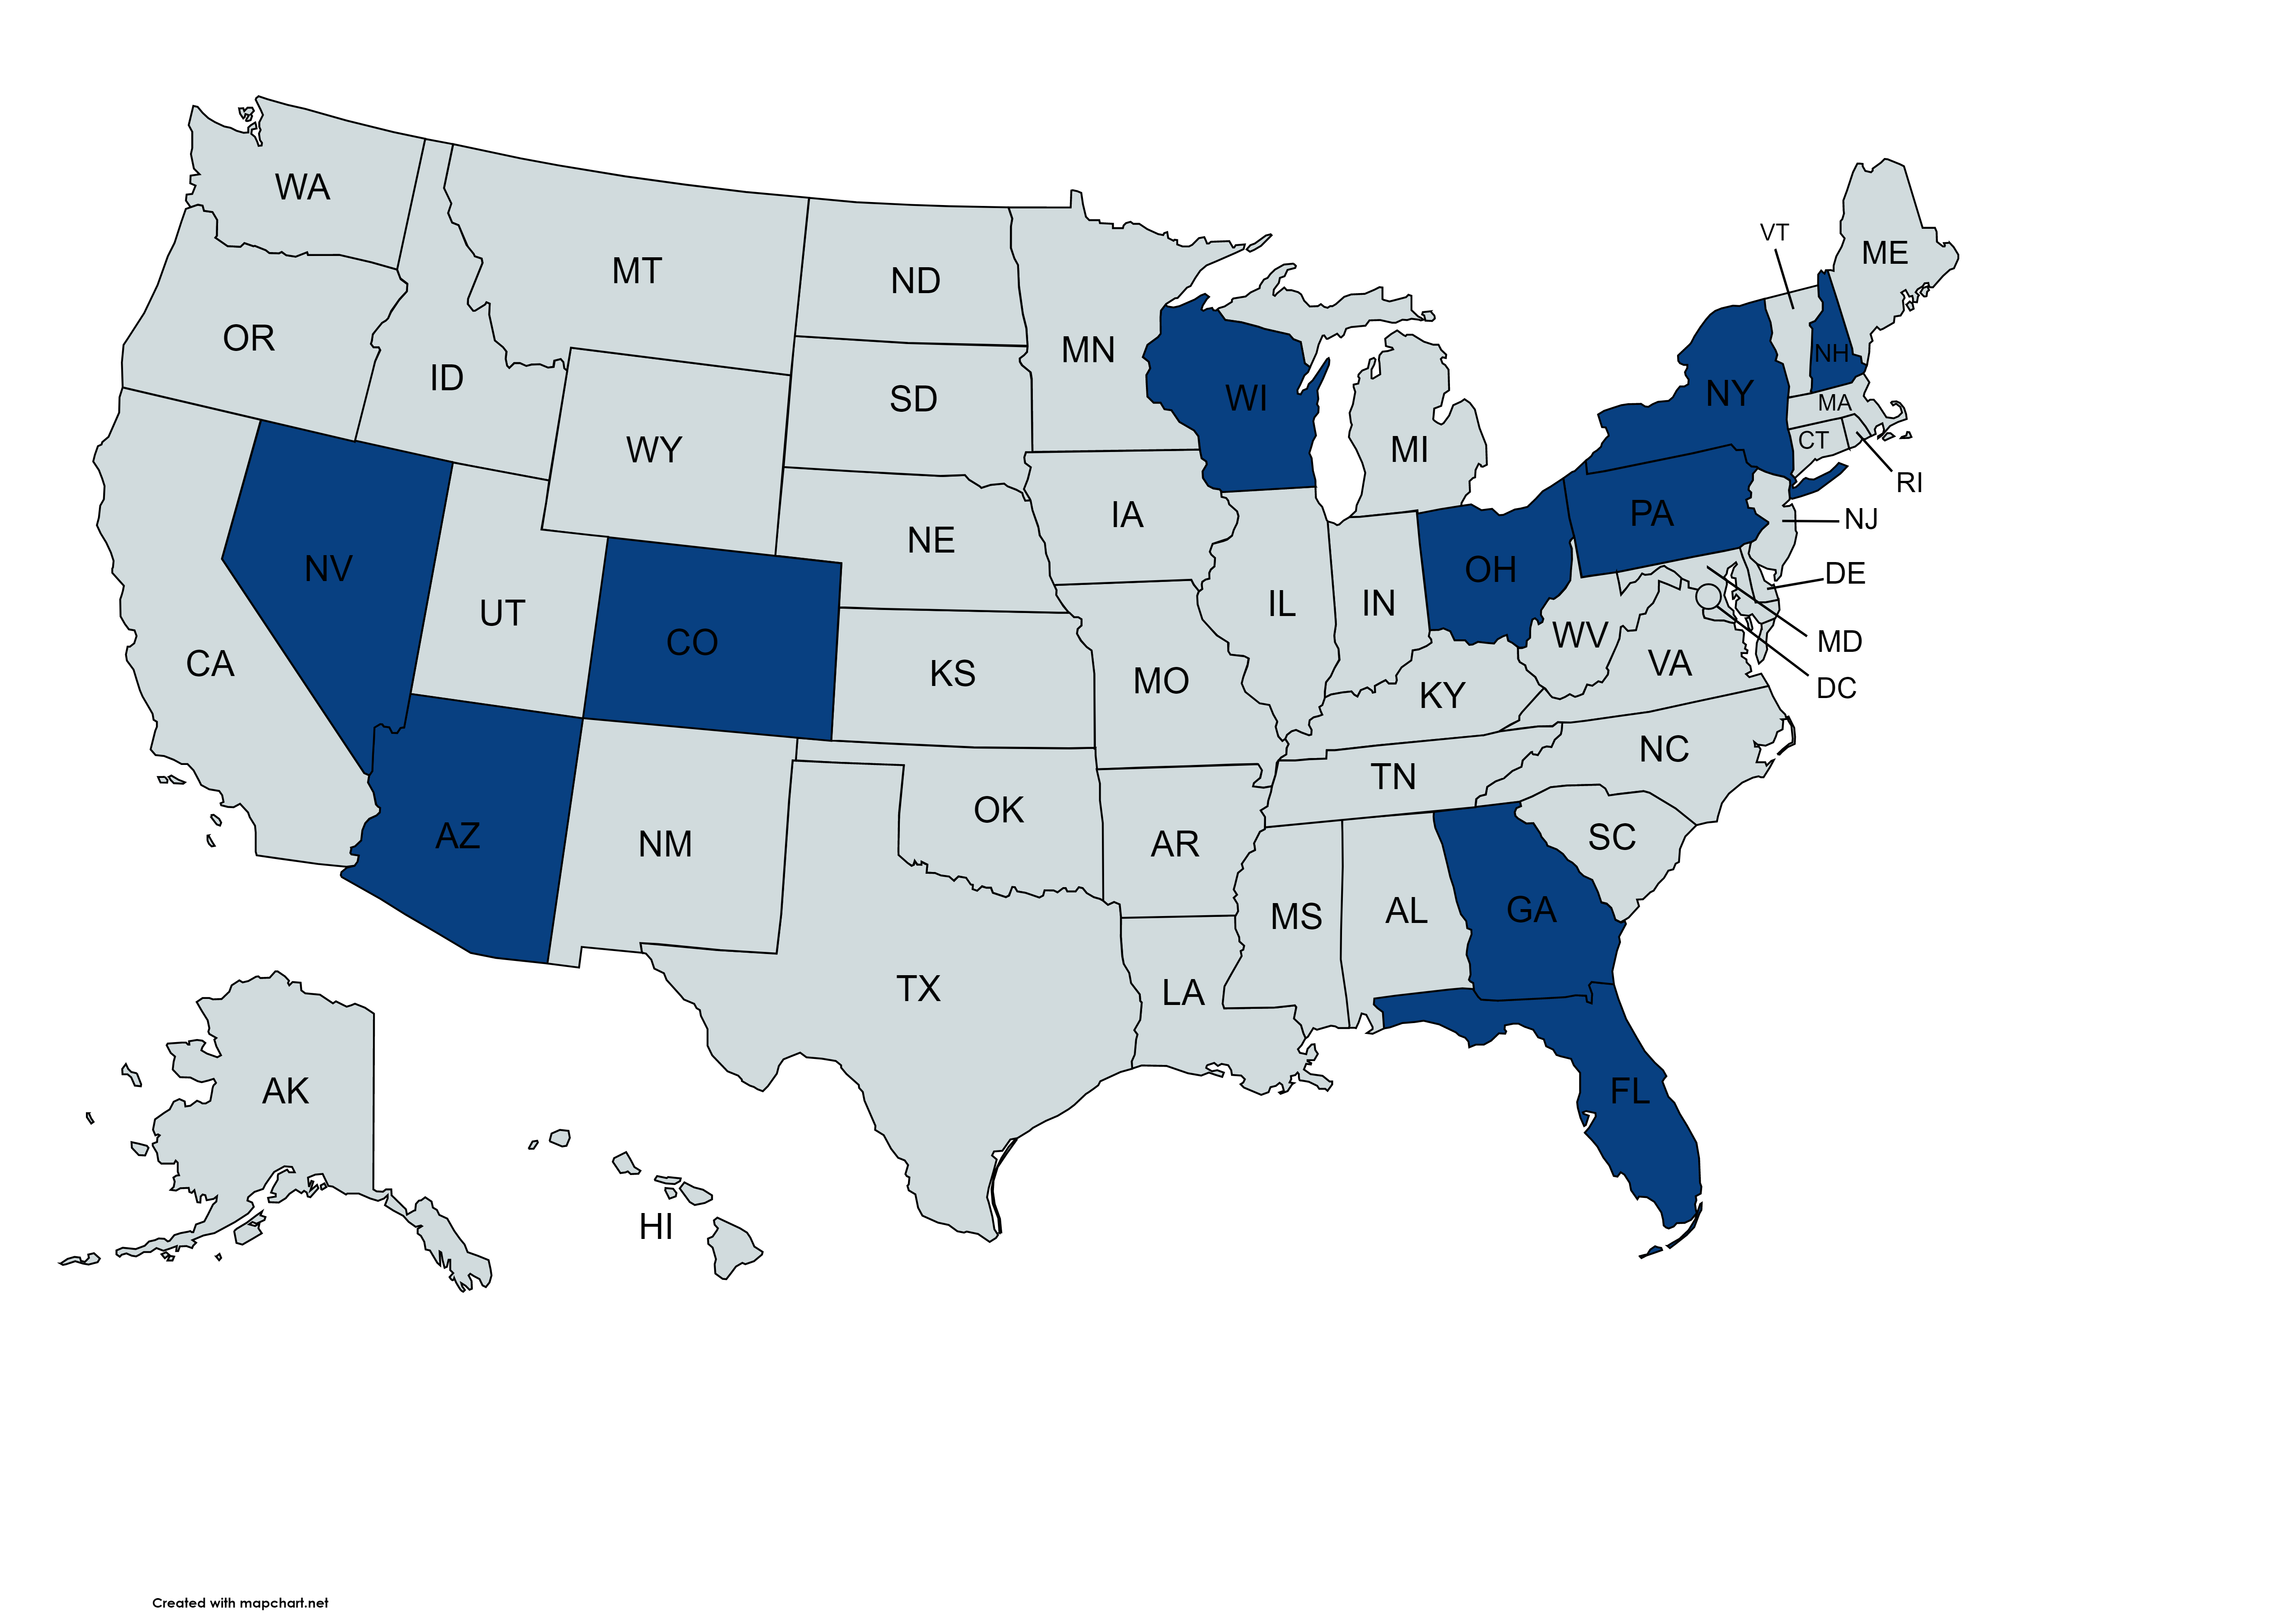 WA
MT
ND
MN
VT
ME
OR
ID
SD
WI
NH
NY
MA
WY
MI
CT
RI
IA
PA
NJ
NE
NV
OH
DE
UT
IL
IN
CO
WV
MD
CA
KS
MO
VA
DC
KY
NC
TN
OK
AZ
NM
AR
SC
MS
AL
GA
TX
LA
AK
FL
HI
Created with mapchart.net